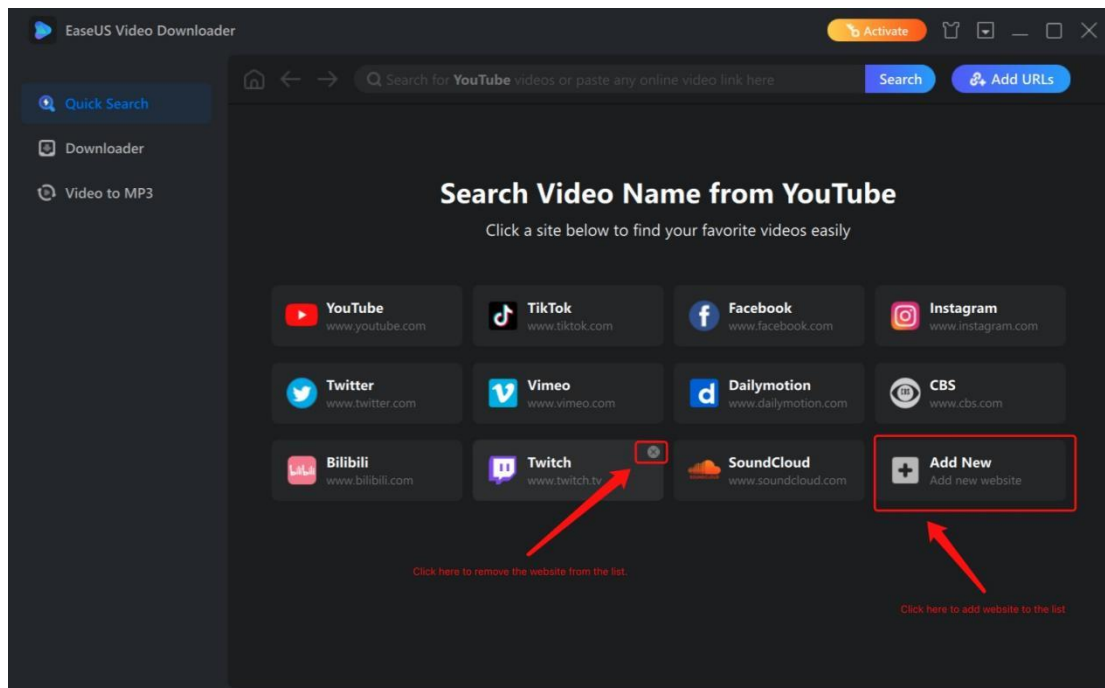 EaseUS Video Downloader
Activate
Search for YouTube videos or paste any online video link here
Search
Add URLs
Quick Search
Downloader
Video to MP3
Search Video Name from YouTube
Click a site below to find your favorite videos easily
YouTube
www.youtube.com
TikTok
www.tiktok.com
Facebook
www.facebook.com
Instagram
www.instagram.com
Twitter
www.twitter.com
Vimeo
www.vimeo.com
Dailymotion
www.dailymotion.com
CBS
www.cbs.com
Bilibili
www.bilibili.com
Twitch
www.twitch.tv
SoundCloud
www.soundcloud.com
Add New
Add new website
Click here to remove the website from the list.
Click here to add website to the list